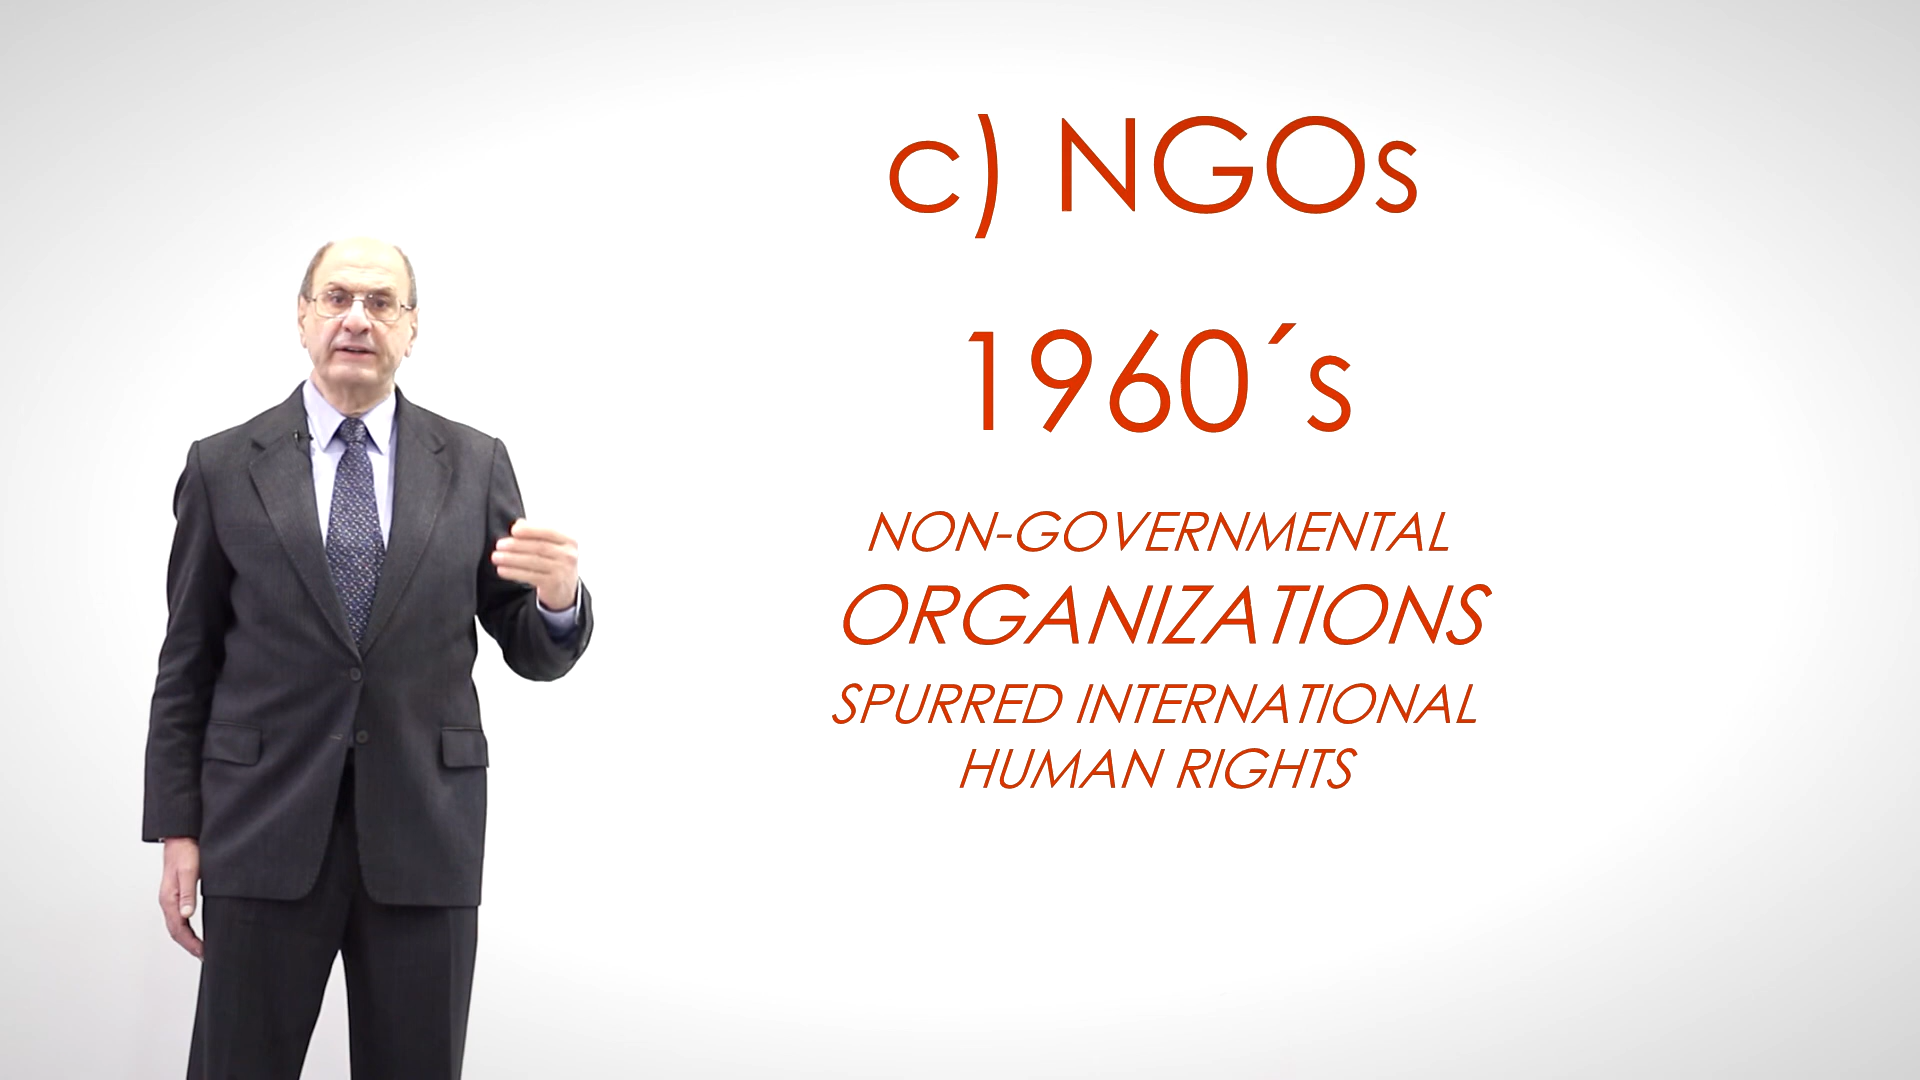 c) NGOs
1960´s
NON-GOVERNMENTAL
ORGANIZATIONS
SPURRED INTERNATIONAL
HUMAN RIGHTS